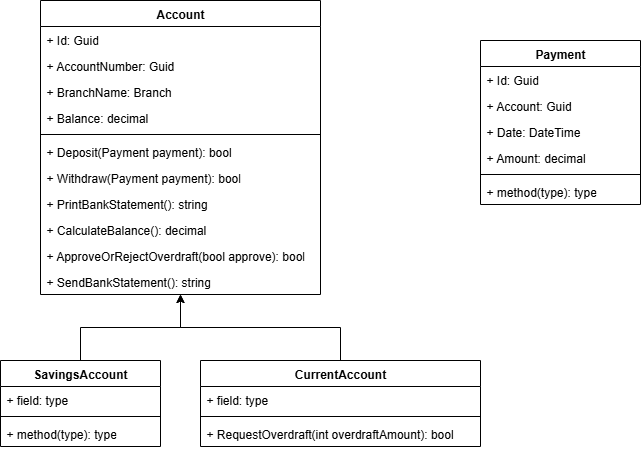 Account
+ Id: Guid
+ AccountNumber: Guid
+ BranchName: Branch
+ Balance: decimal
+ Deposit(Payment payment): bool
+ Withdraw(Payment payment): bool
+ PrintBankStatement(): string
+ CalculateBalance(): decimal
+ ApproveOrRejectOverdraft(bool approve): bool
+ SendBankStatement(): string
Payment
+ Id: Guid
+ Account: Guid
+ Date: DateTime
+ Amount: decimal
+ method(type): type
SavingsAccount
+ field: type
+ method(type): type
CurrentAccount
+ field: type
+ RequestOverdraft(int overdraftAmount): bool